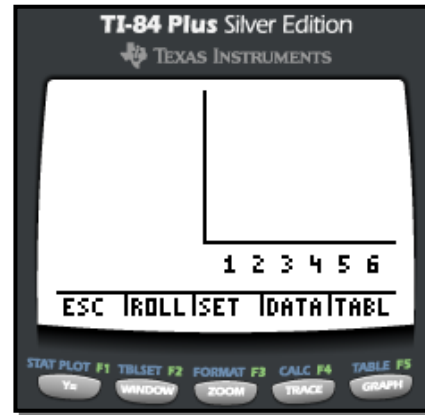 TI-84 Plus Silver Edition
TEXAS INSTRUMENTS
1 2 3 4 5 6
ESC ROLL SET DATA TABL
STAT PLOT F1 TBLSET F2 FORMAT F3 CALC F4 TABLE F5
Y= WINDOW ZOOM TRACE GRAPH